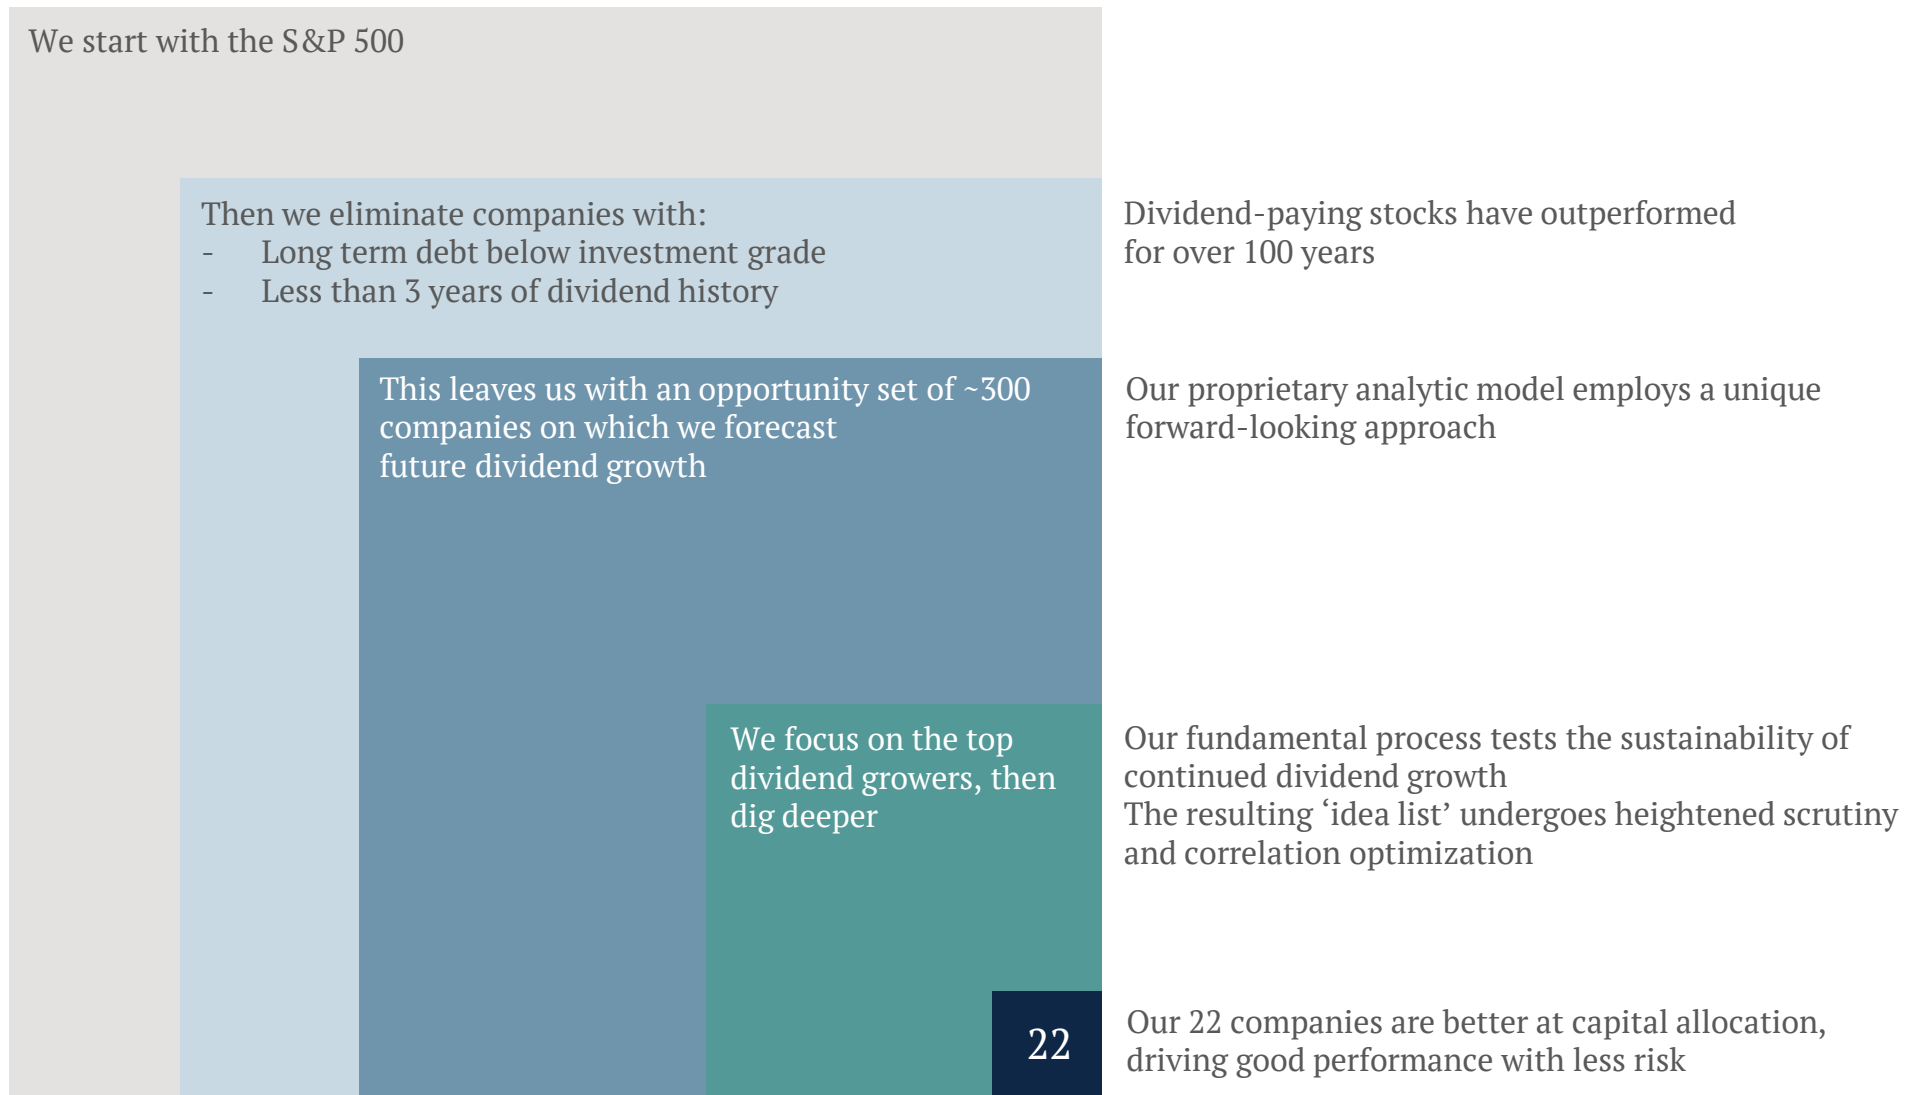 We start with the S&P 500
Then we eliminate companies with:
- Long term debt below investment grade
- Less than 3 years of dividend history
Dividend-paying stocks have outperformed
for over 100 years
This leaves us with an opportunity set of ~300
companies on which we forecast
future dividend growth
Our proprietary analytic model employs a unique
forward-looking approach
We focus on the top
dividend growers, then
dig deeper
Our fundamental process tests the sustainability of
continued dividend growth
The resulting ‘idea list’ undergoes heightened scrutiny
and correlation optimization
22
Our 22 companies are better at capital allocation,
driving good performance with less risk